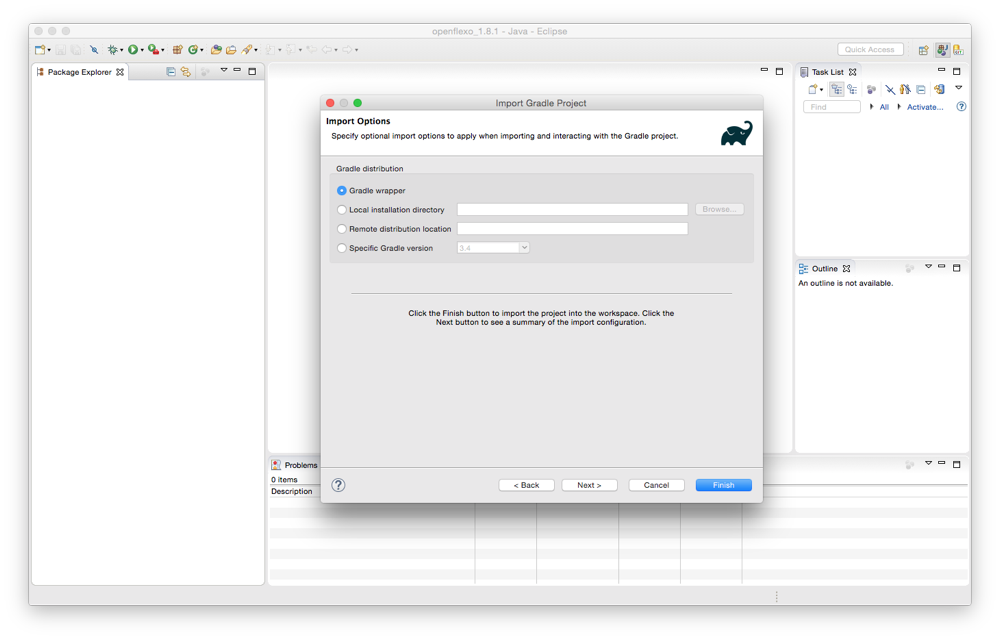 openflexo_1.8.1 - Java - Eclipse
Quick Access
Package Explorer
Task List
Find
All
Activate...
Import Gradle Project
Import Options
Specify optional import options to apply when importing and interacting with the Gradle project.
Gradle distribution
Gradle wrapper
Local installation directory
Browse...
Remote distribution location
Specific Gradle version
3.4
Click the Finish button to import the project into the workspace. Click the
Next button to see a summary of the import configuration.
Outline
An outline is not available.
Problems
0 items
Description
?
< Back
Next >
Cancel
Finish